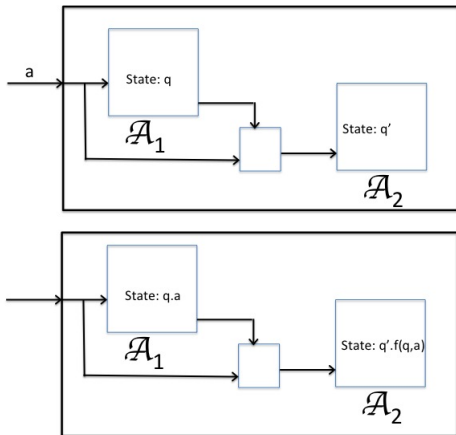 a
State: q
𝒜1
State: q’
𝒜2
State: q.a
𝒜1
State: q’.f(q,a)
𝒜2